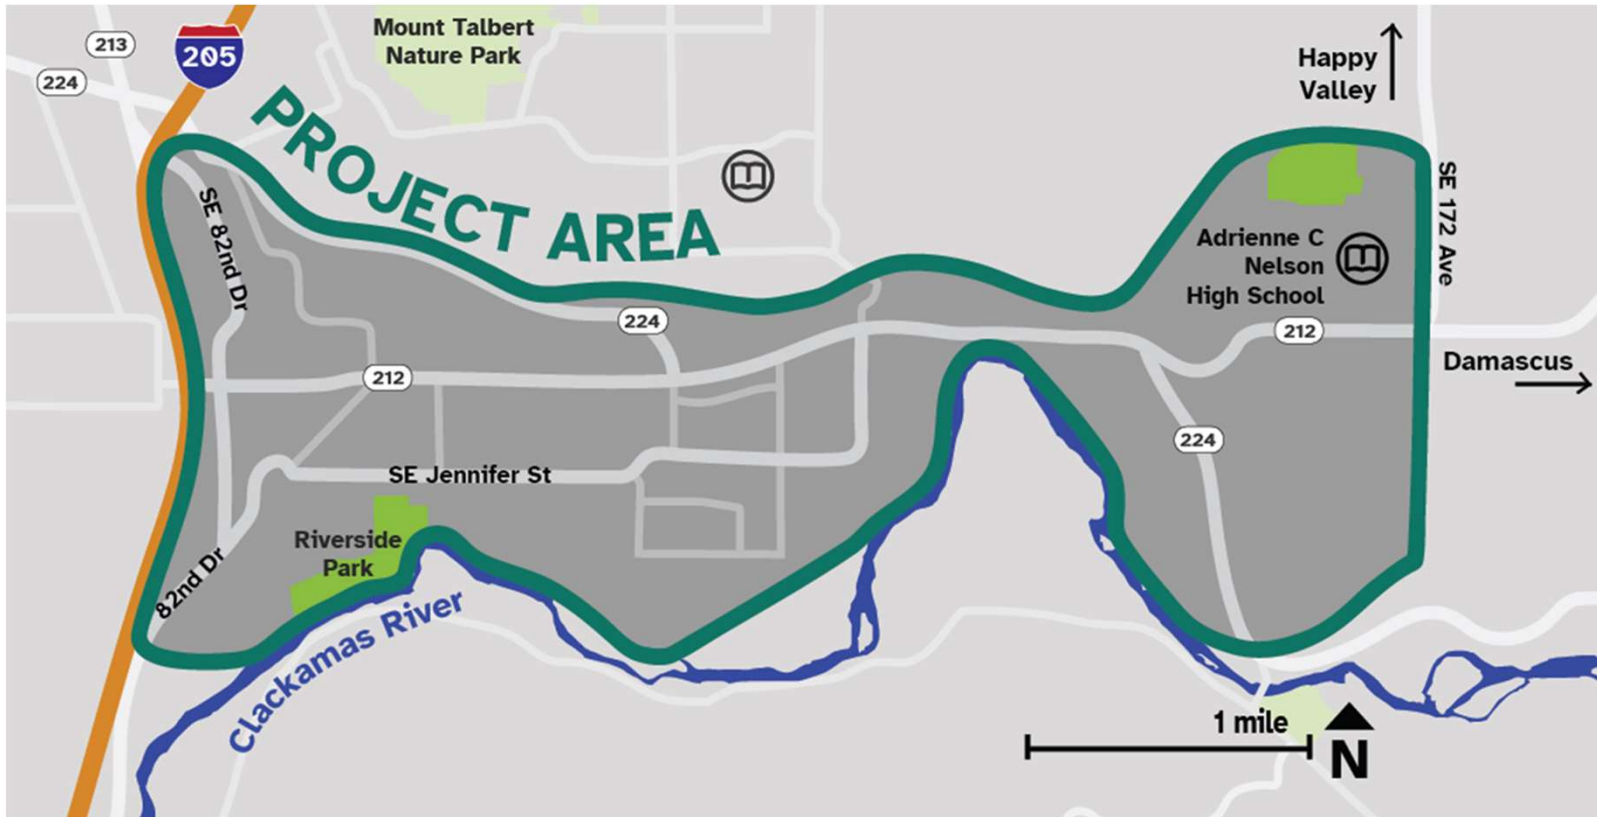 Mount Talbert
Nature Park
213
205
224
Happy
Valley
PROJECT AREA
SE 82nd Dr
SE 172 Ave
Adrienne C
Nelson
High School
224
212
212
Damascus
224
SE Jennifer St
Riverside
Park
82nd Dr
Clackamas River
1 mile
N